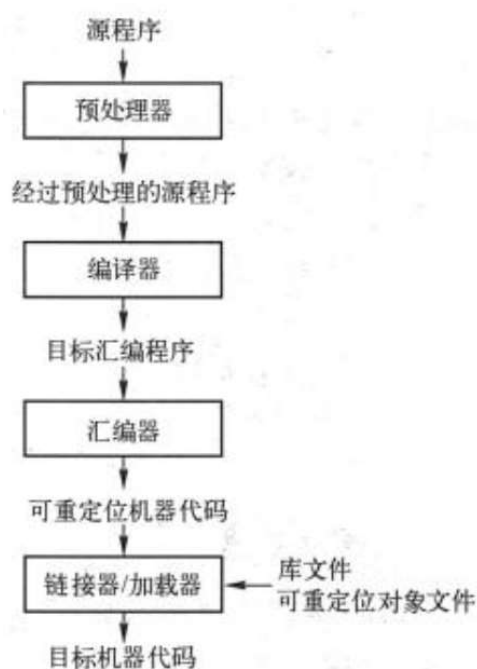 源程序
预处理器
经过预处理的源程序
编译器
目标汇编程序
汇编器
可重定位机器代码
链接器/加载器
库文件
可重定位对象文件
目标机器代码